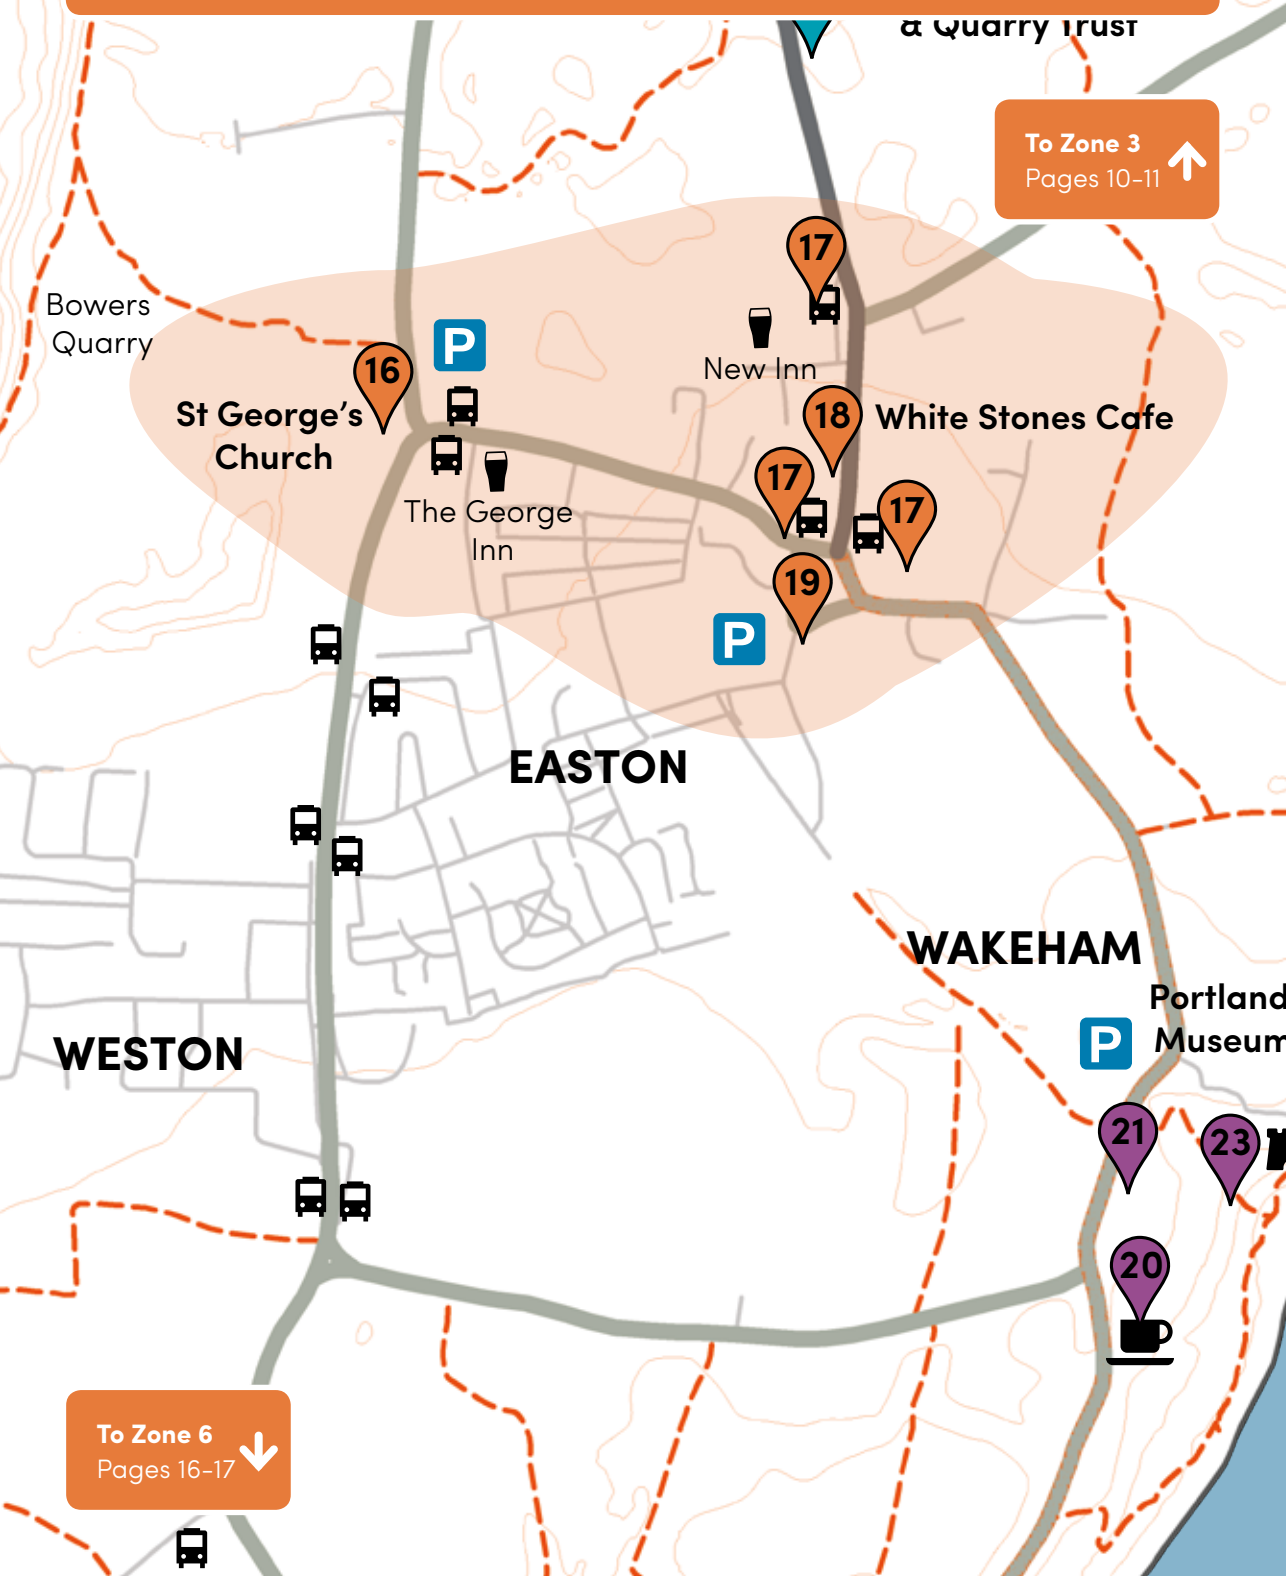 & Quarry Trust
To Zone 3
Pages 10-11
17
Bowers
Quarry
P
16
New Inn
St George's
Church
18
White Stones Cafe
17
17
The George
Inn
19
P
EASTON
WAKEHAM
Portland
Museum
P
WESTON
21
23
20
To Zone 6
Pages 16-17